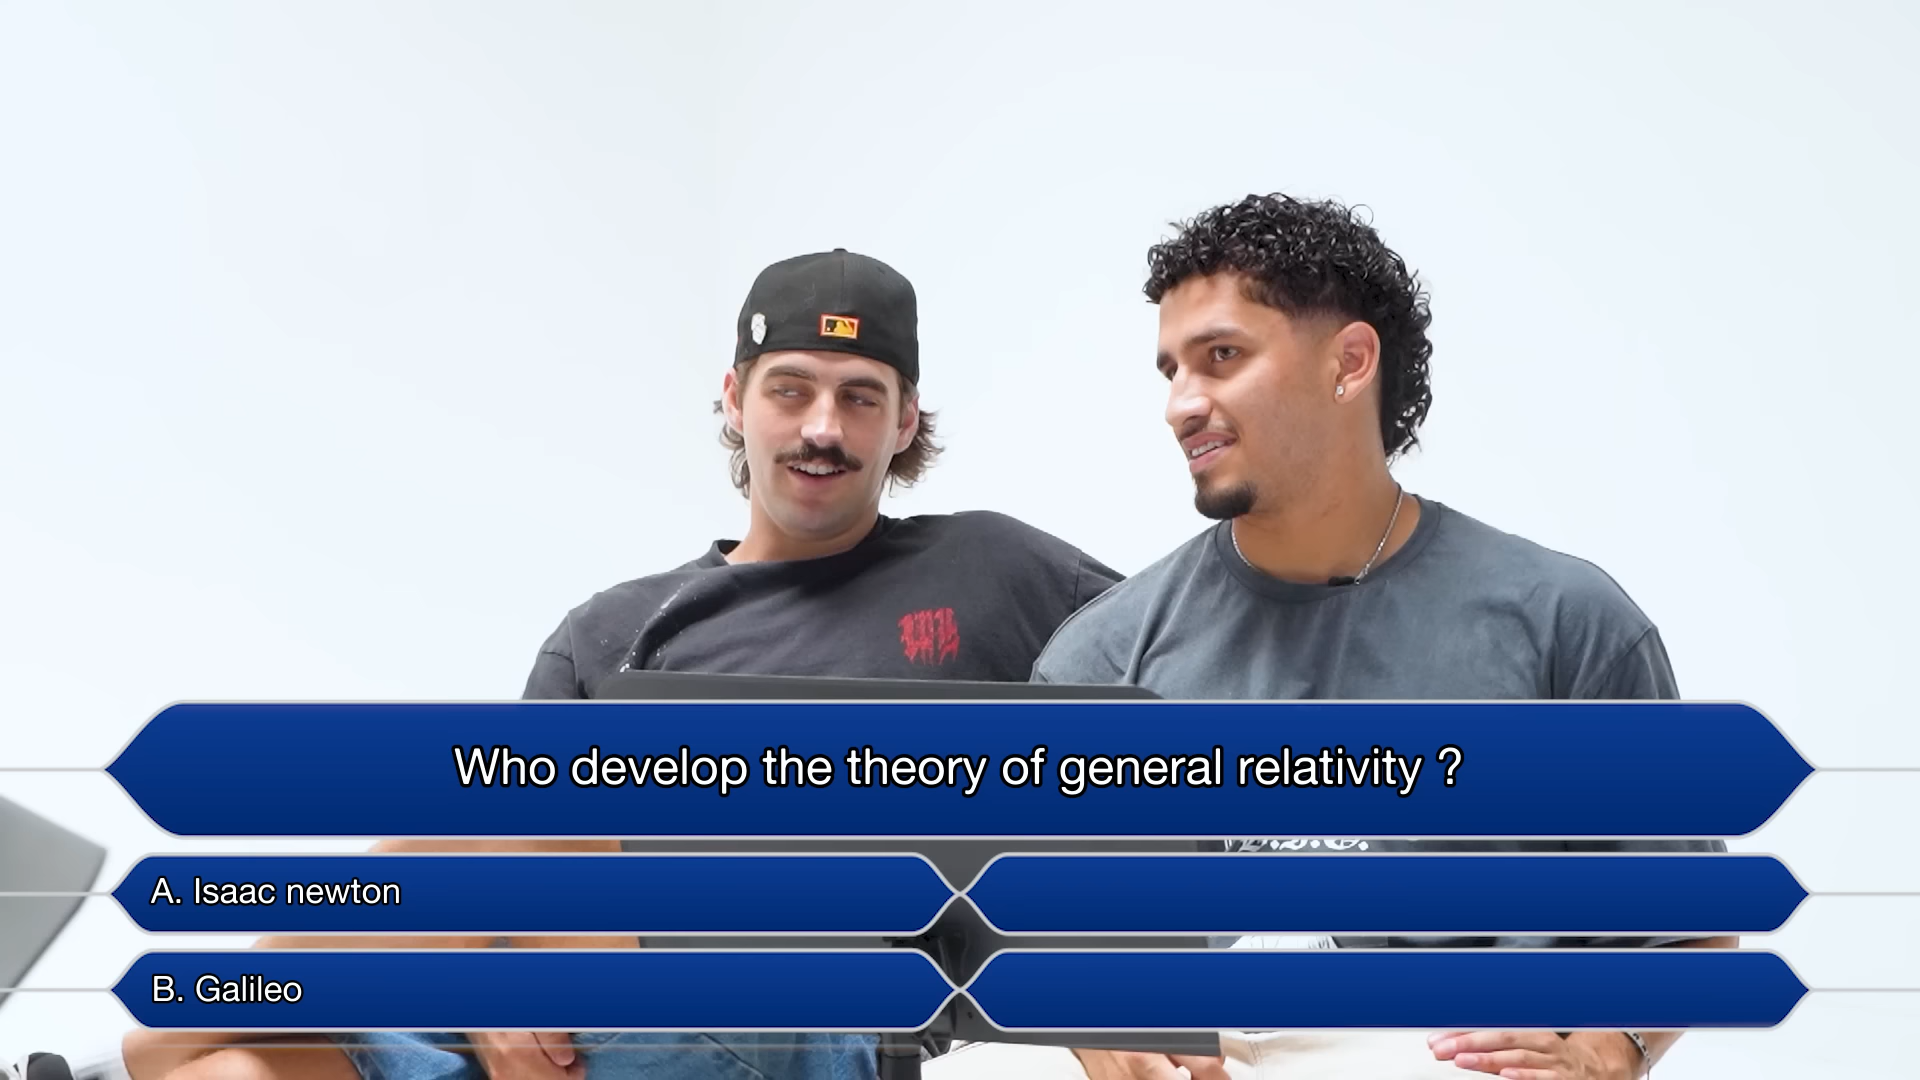 Who develop the theory of general relativity ?
A. Isaac newton
B. Galileo